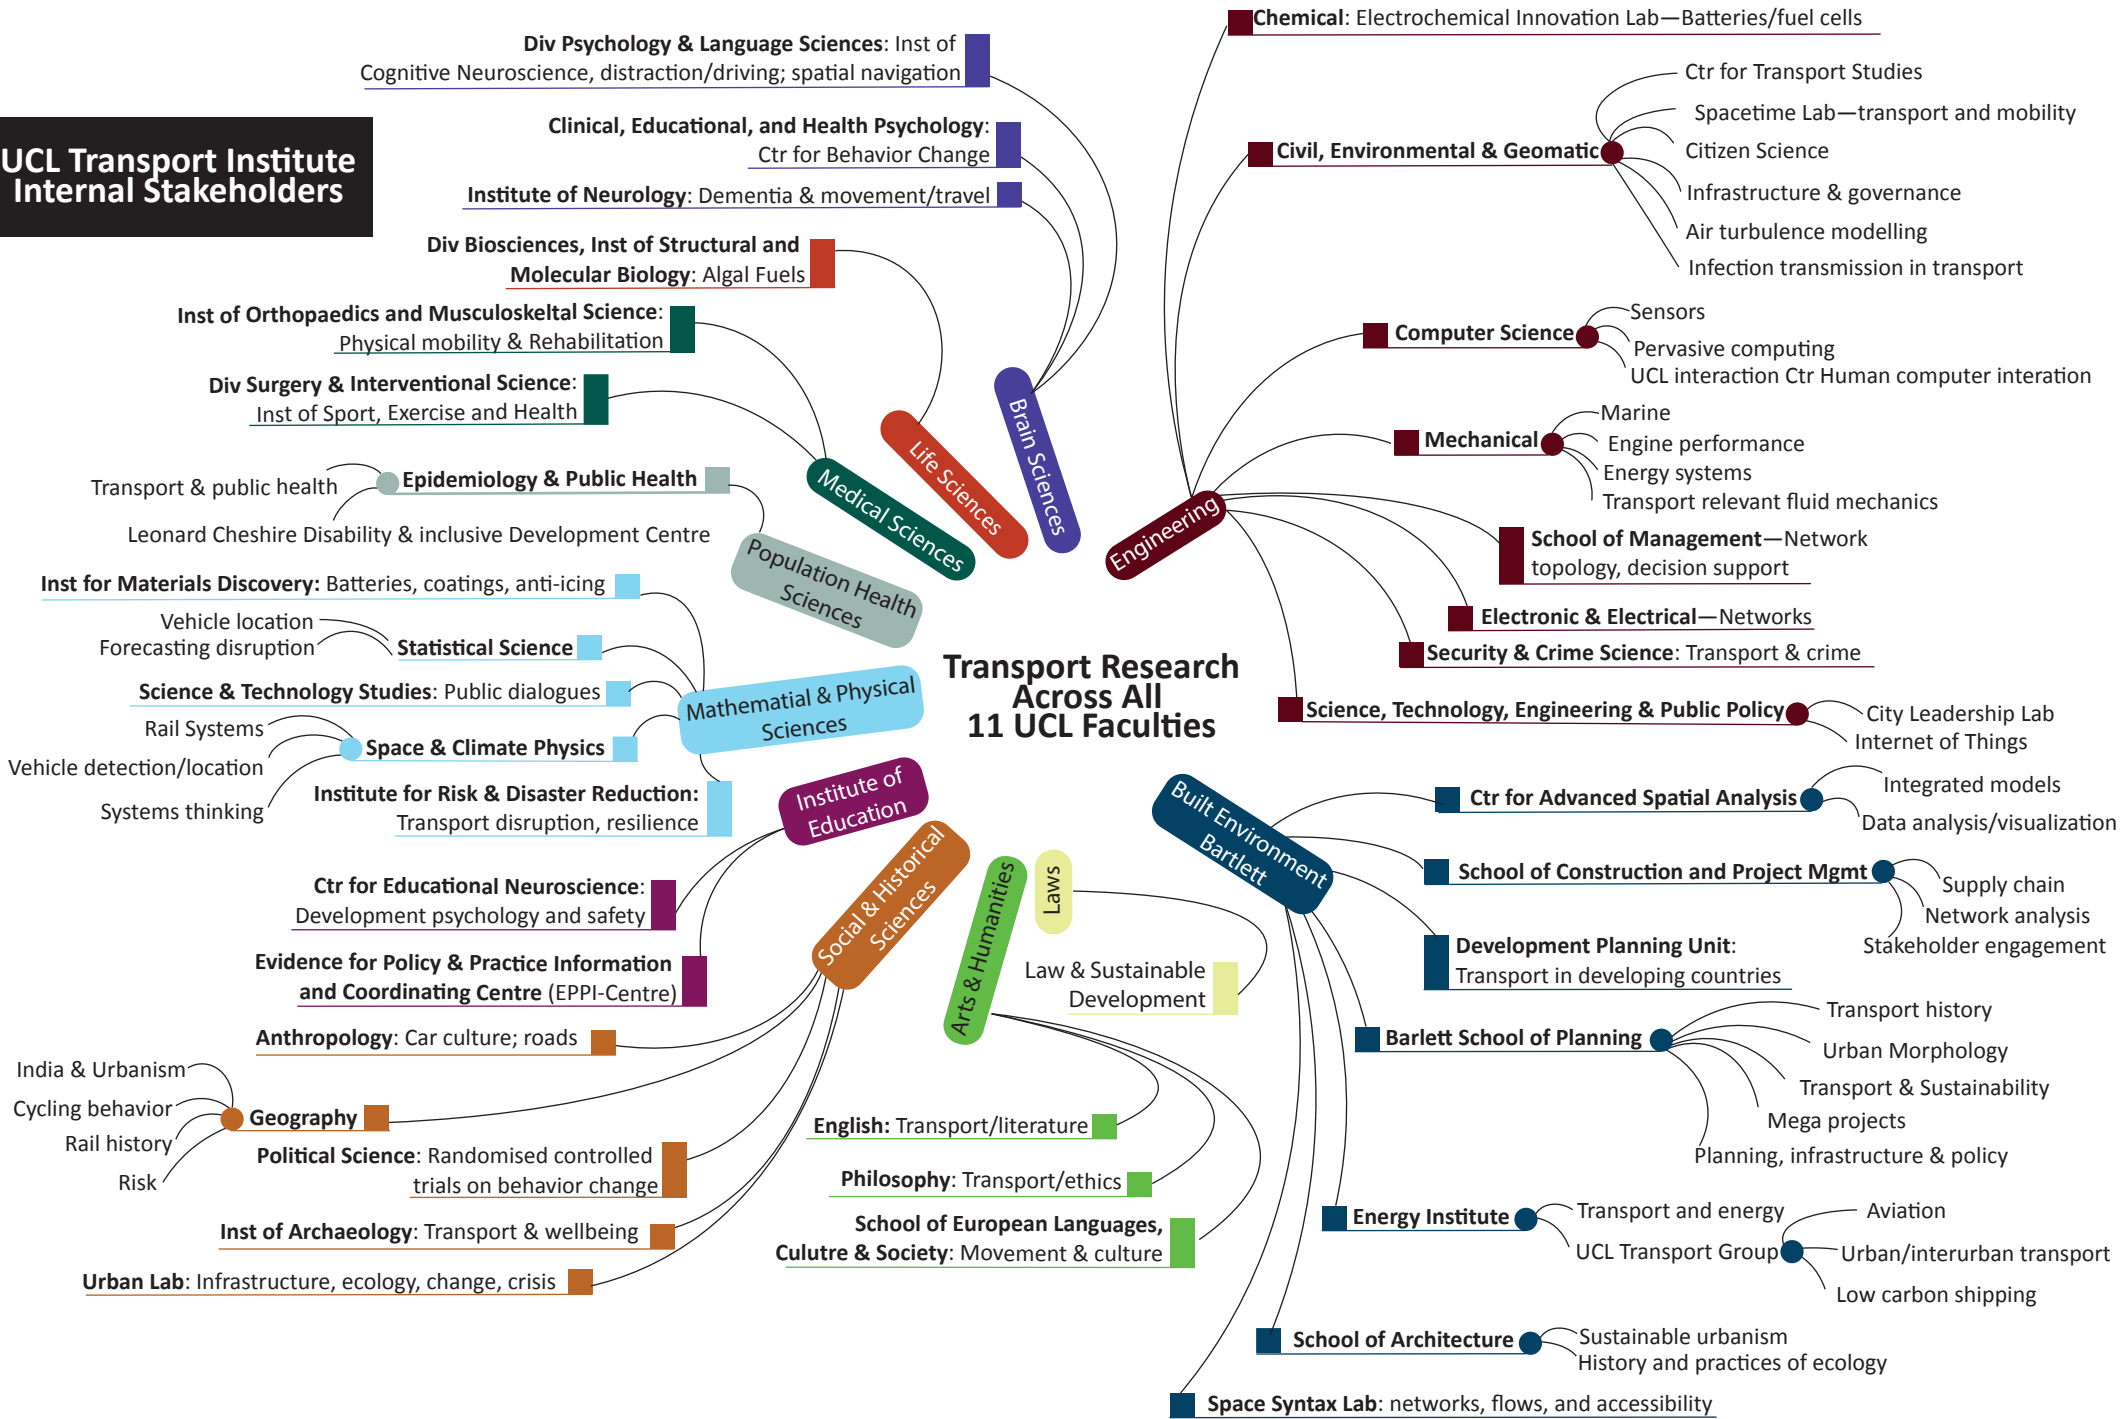 UCL Transport Institute
Internal Stakeholders
Transport Research
Across All
11 UCL Faculties
Brain Sciences
Div Psychology & Language Sciences: Inst of
Cognitive Neuroscience, distraction/driving; spatial navigation
Clinical, Educational, and Health Psychology:
Ctr for Behavior Change
Institute of Neurology: Dementia & movement/travel
Life Sciences
Div Biosciences, Inst of Structural and
Molecular Biology: Algal Fuels
Medical Sciences
Inst of Orthopaedics and Musculoskeltal Science:
Physical mobility & Rehabilitation
Div Surgery & Interventional Science:
Inst of Sport, Exercise and Health
Population Health
Sciences
Epidemiology & Public Health
Transport & public health
Leonard Cheshire Disability & inclusive Development Centre
Mathematial & Physical
Sciences
Inst for Materials Discovery: Batteries, coatings, anti-icing
Statistical Science
Vehicle location
Forecasting disruption
Science & Technology Studies: Public dialogues
Space & Climate Physics
Rail Systems
Vehicle detection/location
Systems thinking
Institute for Risk & Disaster Reduction:
Transport disruption, resilience
Institute of
Education
Ctr for Educational Neuroscience:
Development psychology and safety
Evidence for Policy & Practice Information
and Coordinating Centre (EPPI-Centre)
Social & Historical
Sciences
Anthropology: Car culture; roads
Geography
India & Urbanism
Cycling behavior
Rail history
Risk
Political Science: Randomised controlled
trials on behavior change
Inst of Archaeology: Transport & wellbeing
Urban Lab: Infrastructure, ecology, change, crisis
Arts & Humanities
English: Transport/literature
Philosophy: Transport/ethics
School of European Languages,
Culutre & Society: Movement & culture
Laws
Law & Sustainable
Development
Engineering
Chemical: Electrochemical Innovation Lab—Batteries/fuel cells
Civil, Environmental & Geomatic
Ctr for Transport Studies
Spacetime Lab—transport and mobility
Citizen Science
Infrastructure & governance
Air turbulence modelling
Infection transmission in transport
Computer Science
Sensors
Pervasive computing
UCL interaction Ctr Human computer interation
Mechanical
Marine
Engine performance
Energy systems
Transport relevant fluid mechanics
School of Management—Network
topology, decision support
Electronic & Electrical—Networks
Security & Crime Science: Transport & crime
Science, Technology, Engineering & Public Policy
City Leadership Lab
Internet of Things
Built Environment
Bartlett
Ctr for Advanced Spatial Analysis
Integrated models
Data analysis/visualization
School of Construction and Project Mgmt
Supply chain
Network analysis
Stakeholder engagement
Development Planning Unit:
Transport in developing countries
Barlett School of Planning
Transport history
Urban Morphology
Transport & Sustainability
Mega projects
Planning, infrastructure & policy
Energy Institute
Transport and energy
UCL Transport Group
Aviation
Urban/interurban transport
Low carbon shipping
School of Architecture
Sustainable urbanism
History and practices of ecology
Space Syntax Lab: networks, flows, and accessibility